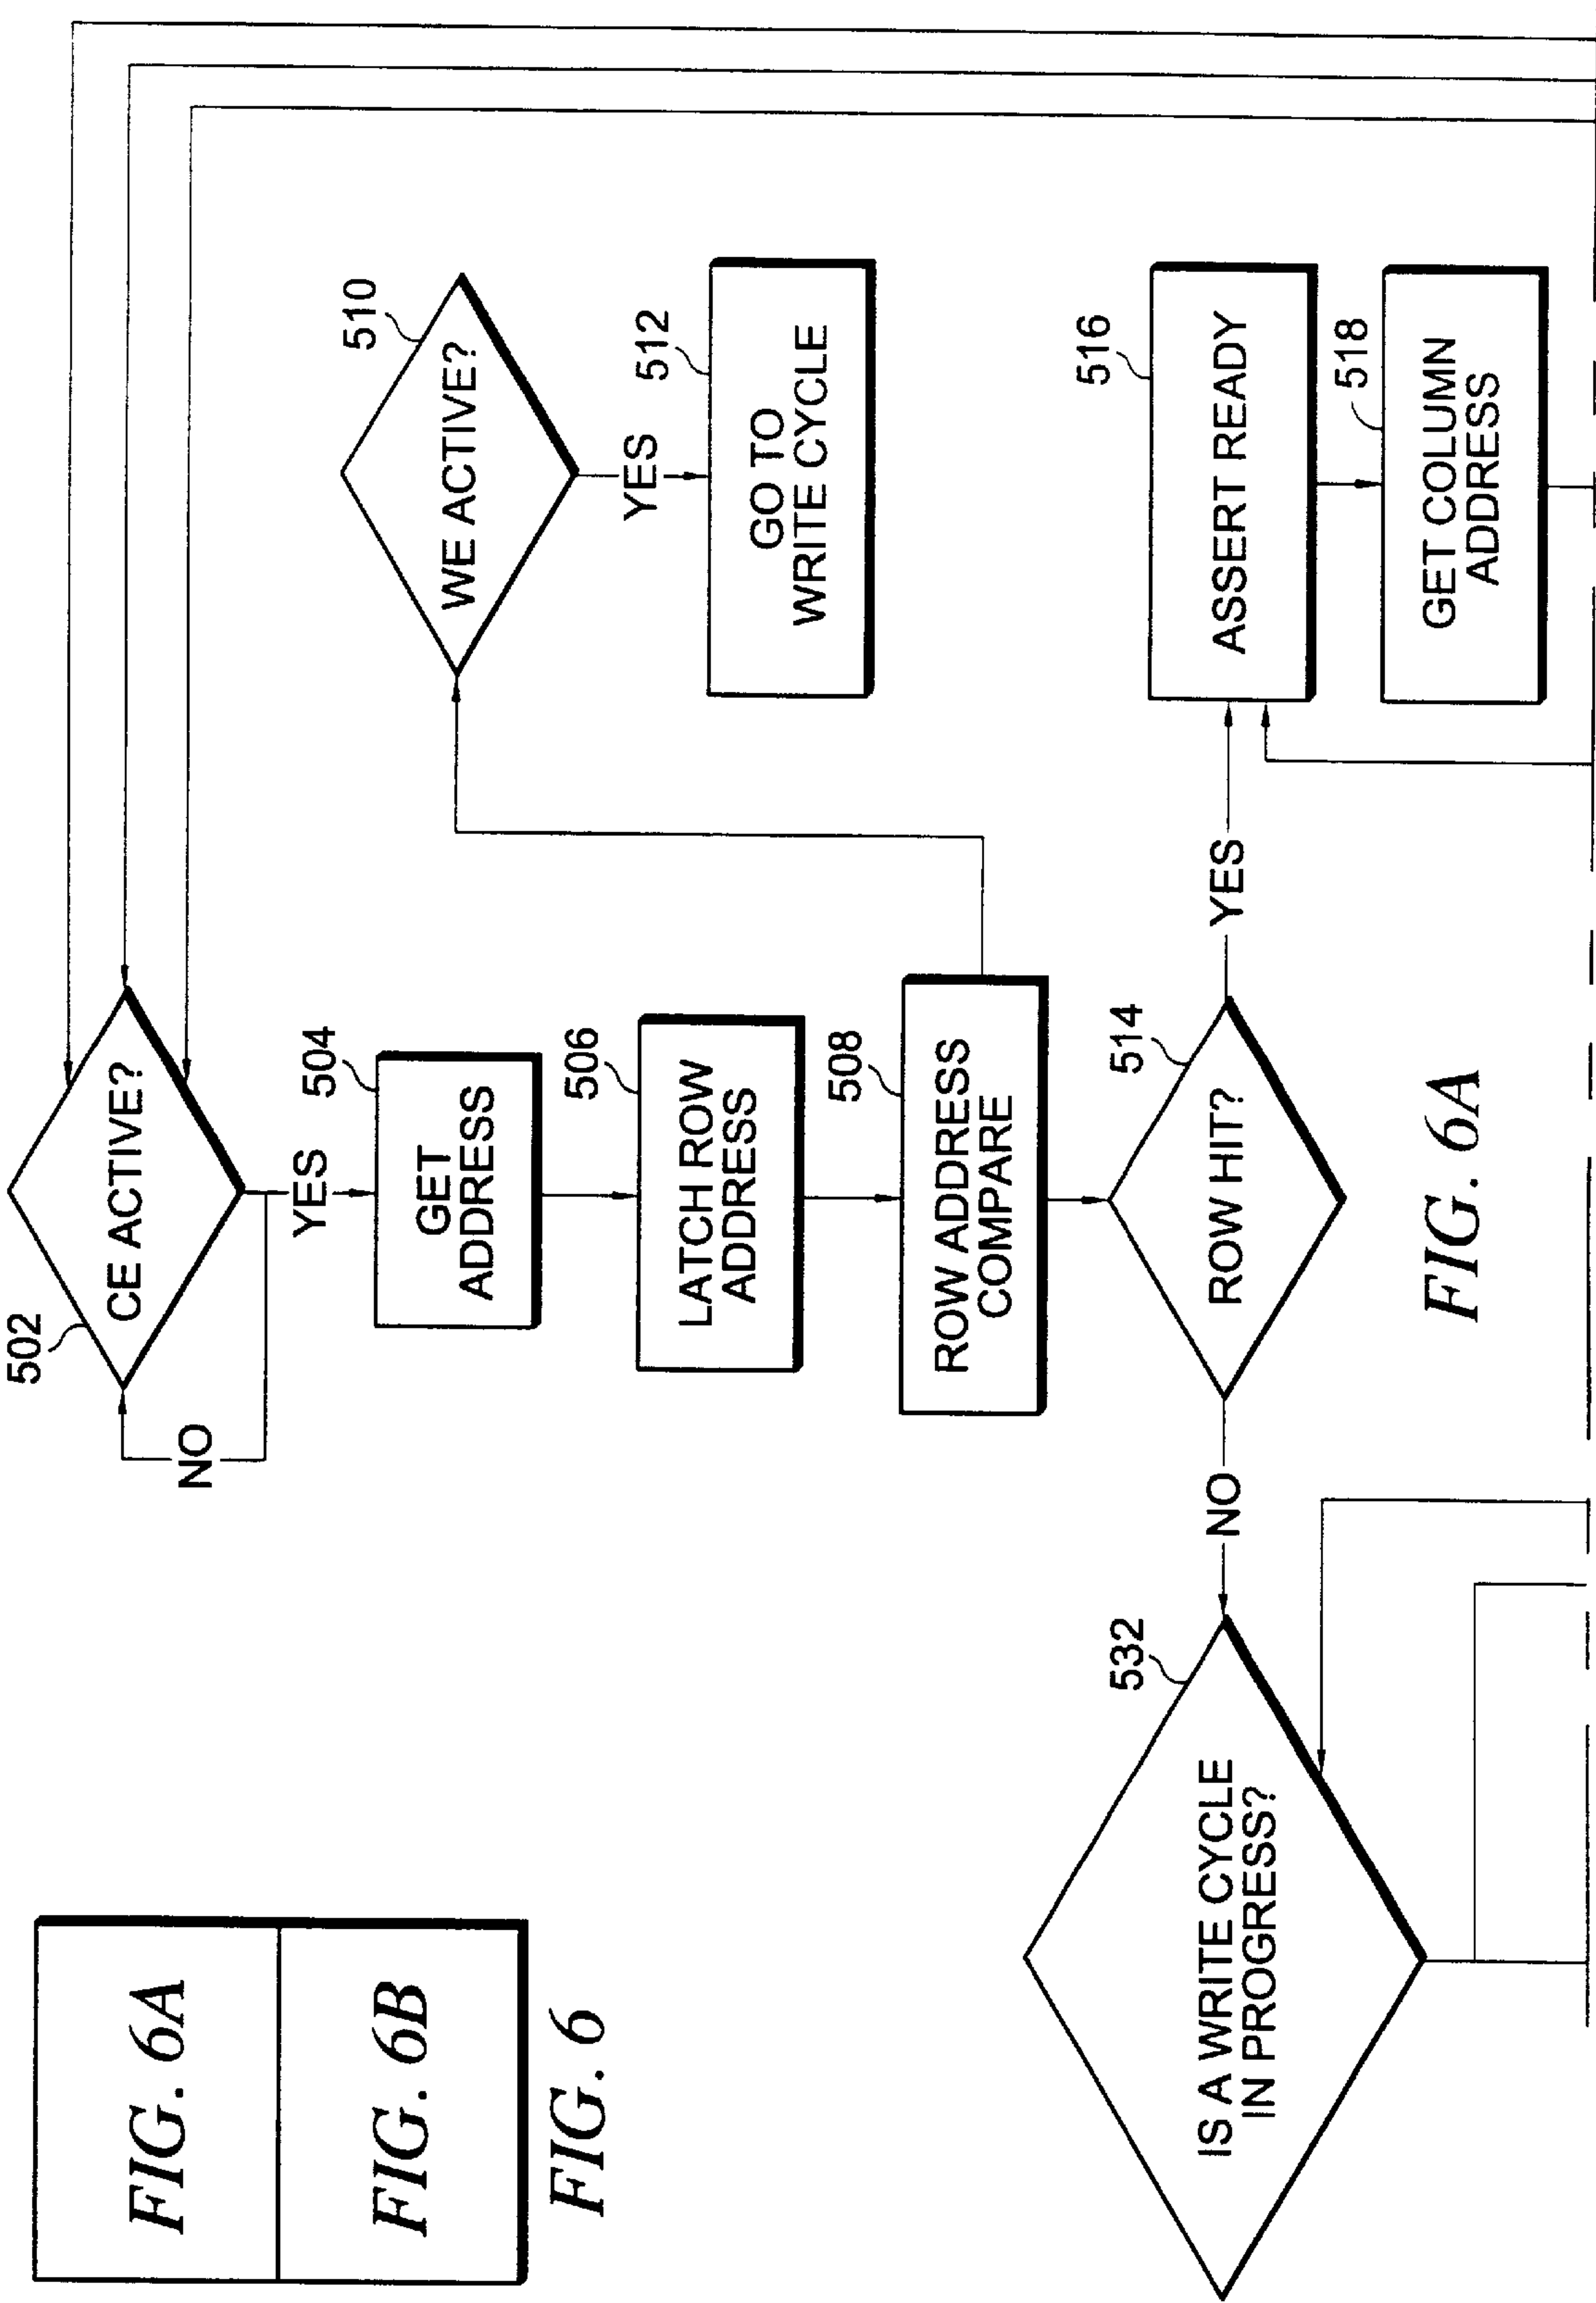 FIG. 6A
FIG. 6B
FIG. 6
502
CE ACTIVE?
NO
YES
504
GET
ADDRESS
506
LATCH ROW
ADDRESS
508
ROW ADDRESS
COMPARE
510
WE ACTIVE?
YES
512
GO TO
WRITE CYCLE
514
ROW HIT?
NO
YES
532
IS A WRITE CYCLE
IN PROGRESS?
516
ASSERT READY
518
GET COLUMN
ADDRESS
FIG. 6A